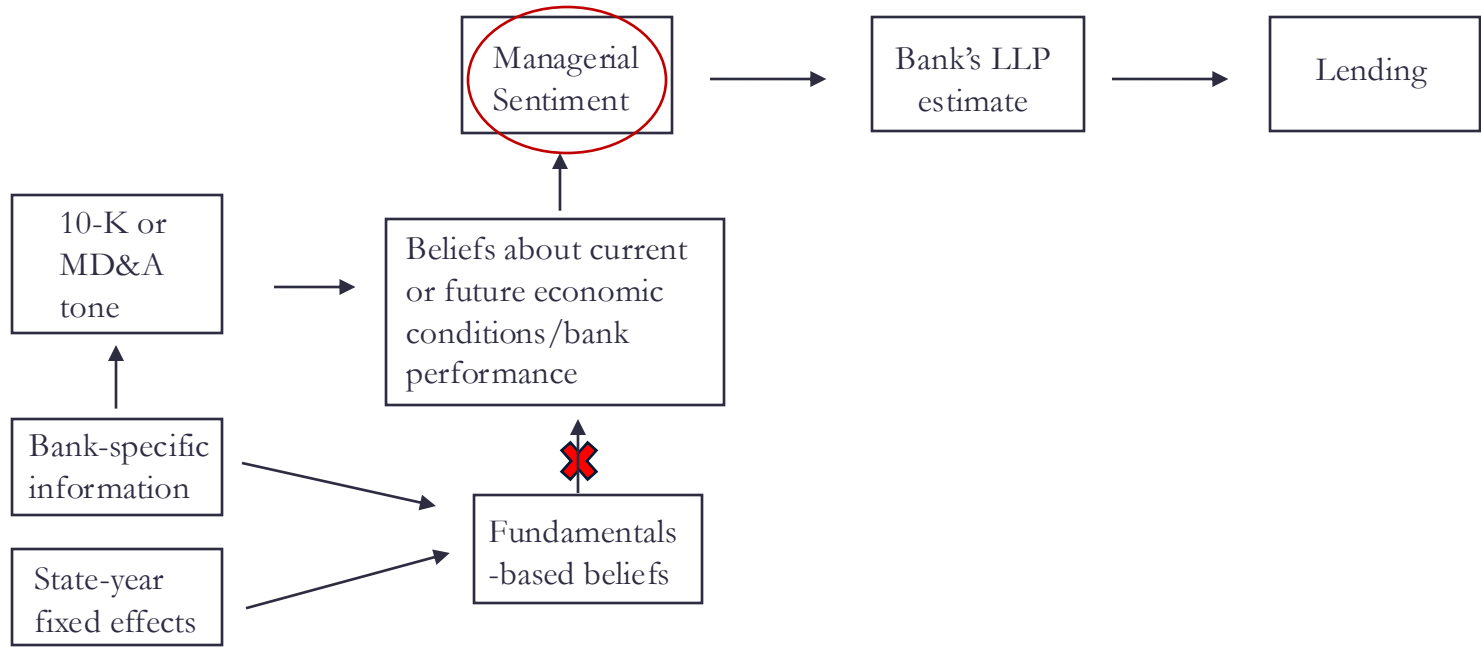 Managerial
Sentiment
Bank’s LLP
estimate
Lending
10-K or
MD&A
tone
Beliefs about current
or future economic
conditions/bank
performance
Bank-specific
information
Fundamentals
-based beliefs
State-year
fixed effects